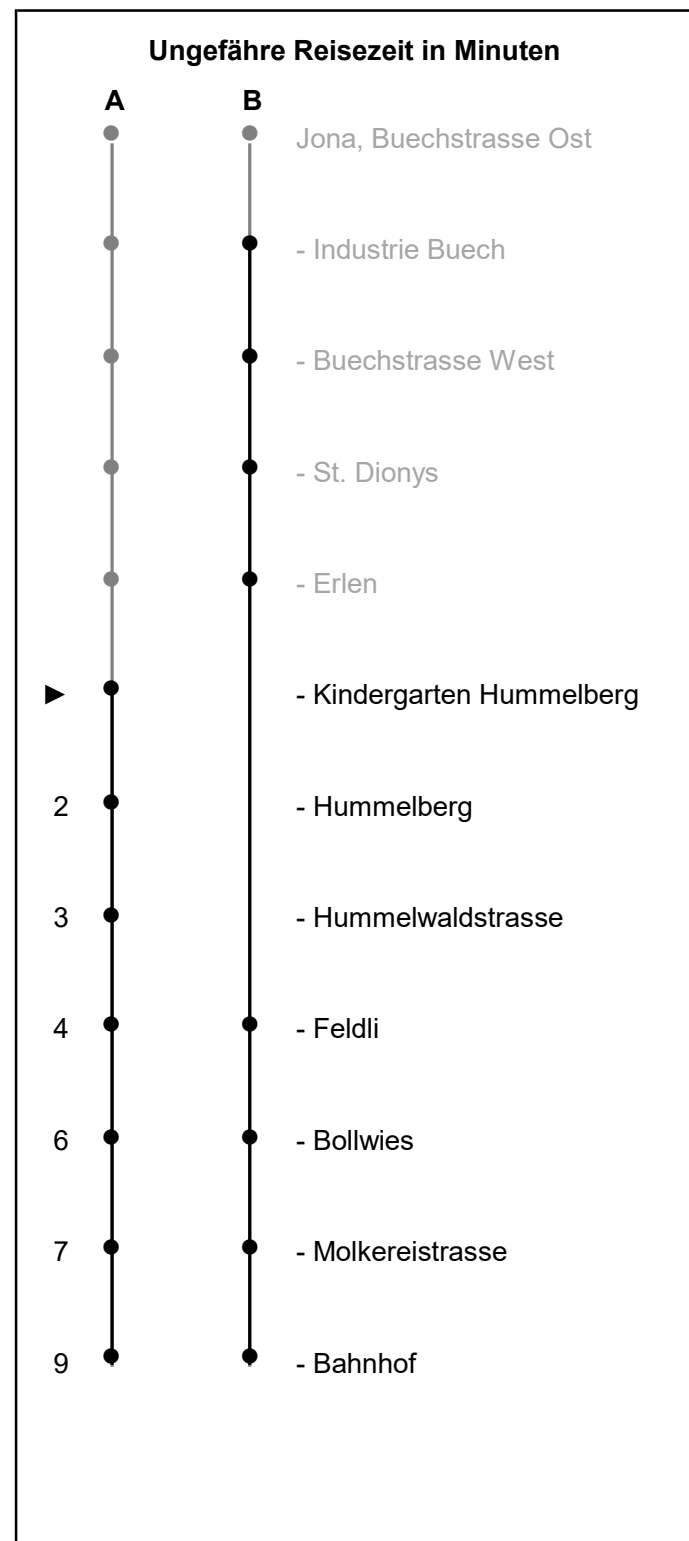 Ungefähre Reisezeit in Minuten
A B
Jona, Buechstrasse Ost
- Industrie Buech
- Buechstrasse West
- St. Dionys
- Erlen
► - Kindergarten Hummelberg
2 - Hummelberg
3 - Hummelwaldstrasse
4 - Feldli
6 - Bollwies
7 - Molkereistrasse
9 - Bahnhof